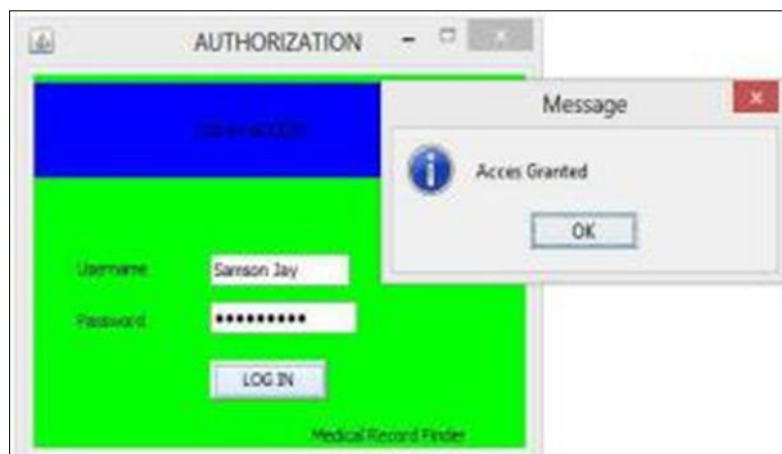 AUTHORIZATION
Message
Acces Granted
OK
Username
Samson Jay
Password
LOG IN
Medical Record Finder